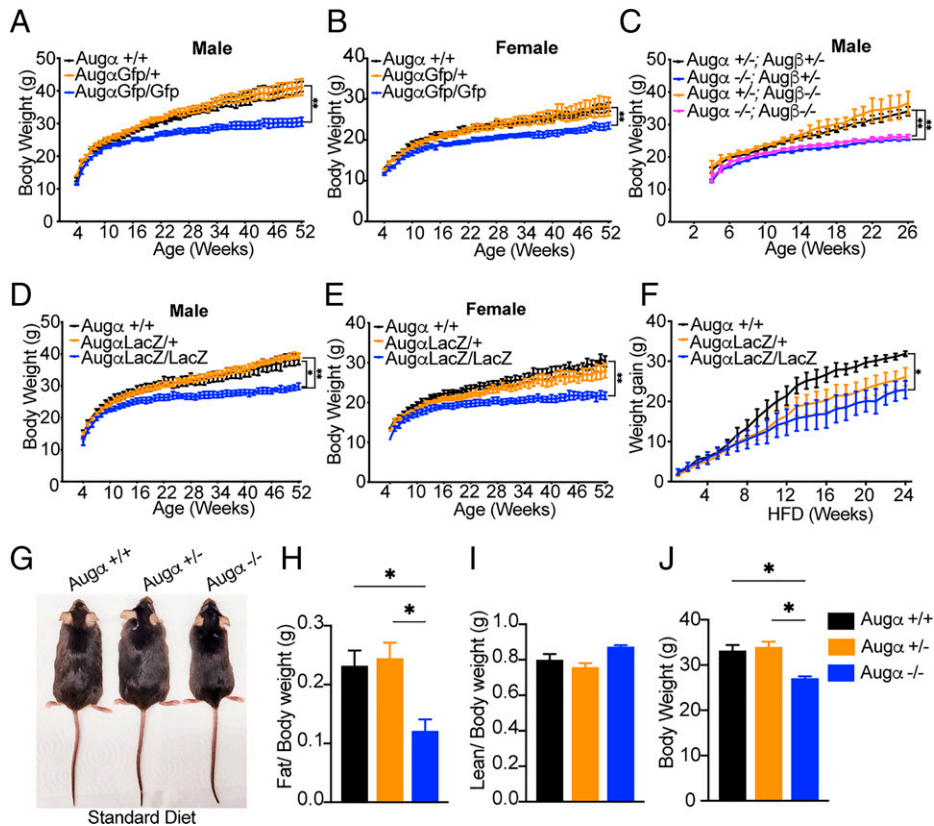 A
Male
Augα +/+
AugαGfp/+
AugαGfp/Gfp
Body Weight (g)
50
40
30
20
10
0
4 10 16 22 28 34 40 46 52
Age (Weeks)
**
B
Female
Augα +/+
AugαGfp/+
AugαGfp/Gfp
Body Weight (g)
40
30
20
10
0
4 10 16 22 28 34 40 46 52
Age (Weeks)
**
C
Male
Augα +/-; Augβ+/-
Augα -/-; Augβ+/-
Augα +/-; Augβ-/-
Augα -/-; Augβ-/-
Body Weight (g)
50
40
30
20
10
0
2 6 10 14 18 22 26
Age (Weeks)
**
**
D
Male
Augα +/+
AugαLacZ/+
AugαLacZ/LacZ
Body Weight (g)
50
40
30
20
10
0
4 10 16 22 28 34 40 46 52
Age (Weeks)
*
**
E
Female
Augα +/+
AugαLacZ/+
AugαLacZ/LacZ
Body Weight (g)
40
30
20
10
0
4 10 16 22 28 34 40 46 52
Age (Weeks)
**
F
Augα +/+
AugαLacZ/+
AugαLacZ/LacZ
Weight gain (g)
40
30
20
10
0
4 8 12 16 20 24
HFD (Weeks)
*
G
Augα +/+
Augα +/-
Augα -/-
Standard Diet
H
*
*
Fat/ Body weight (g)
0.3
0.2
0.1
0.0
I
Lean/ Body weight (g)
1.0
0.8
0.6
0.4
0.2
0.0
J
*
*
Body Weight (g)
40
30
20
10
0
Augα +/+
Augα +/-
Augα -/-